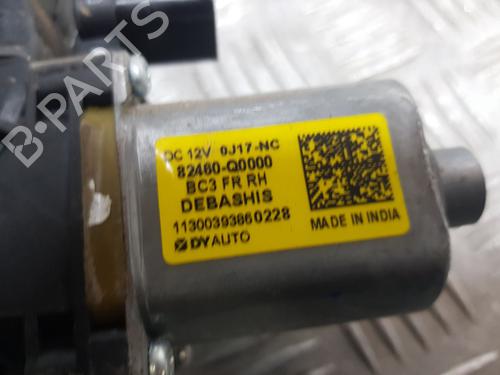 DC 12V 0J17-NC
82460-Q0000
BC3 FR RH
DEBASHIS
11300393860228
DYAUTO
MADE IN INDIA
B-PARTS